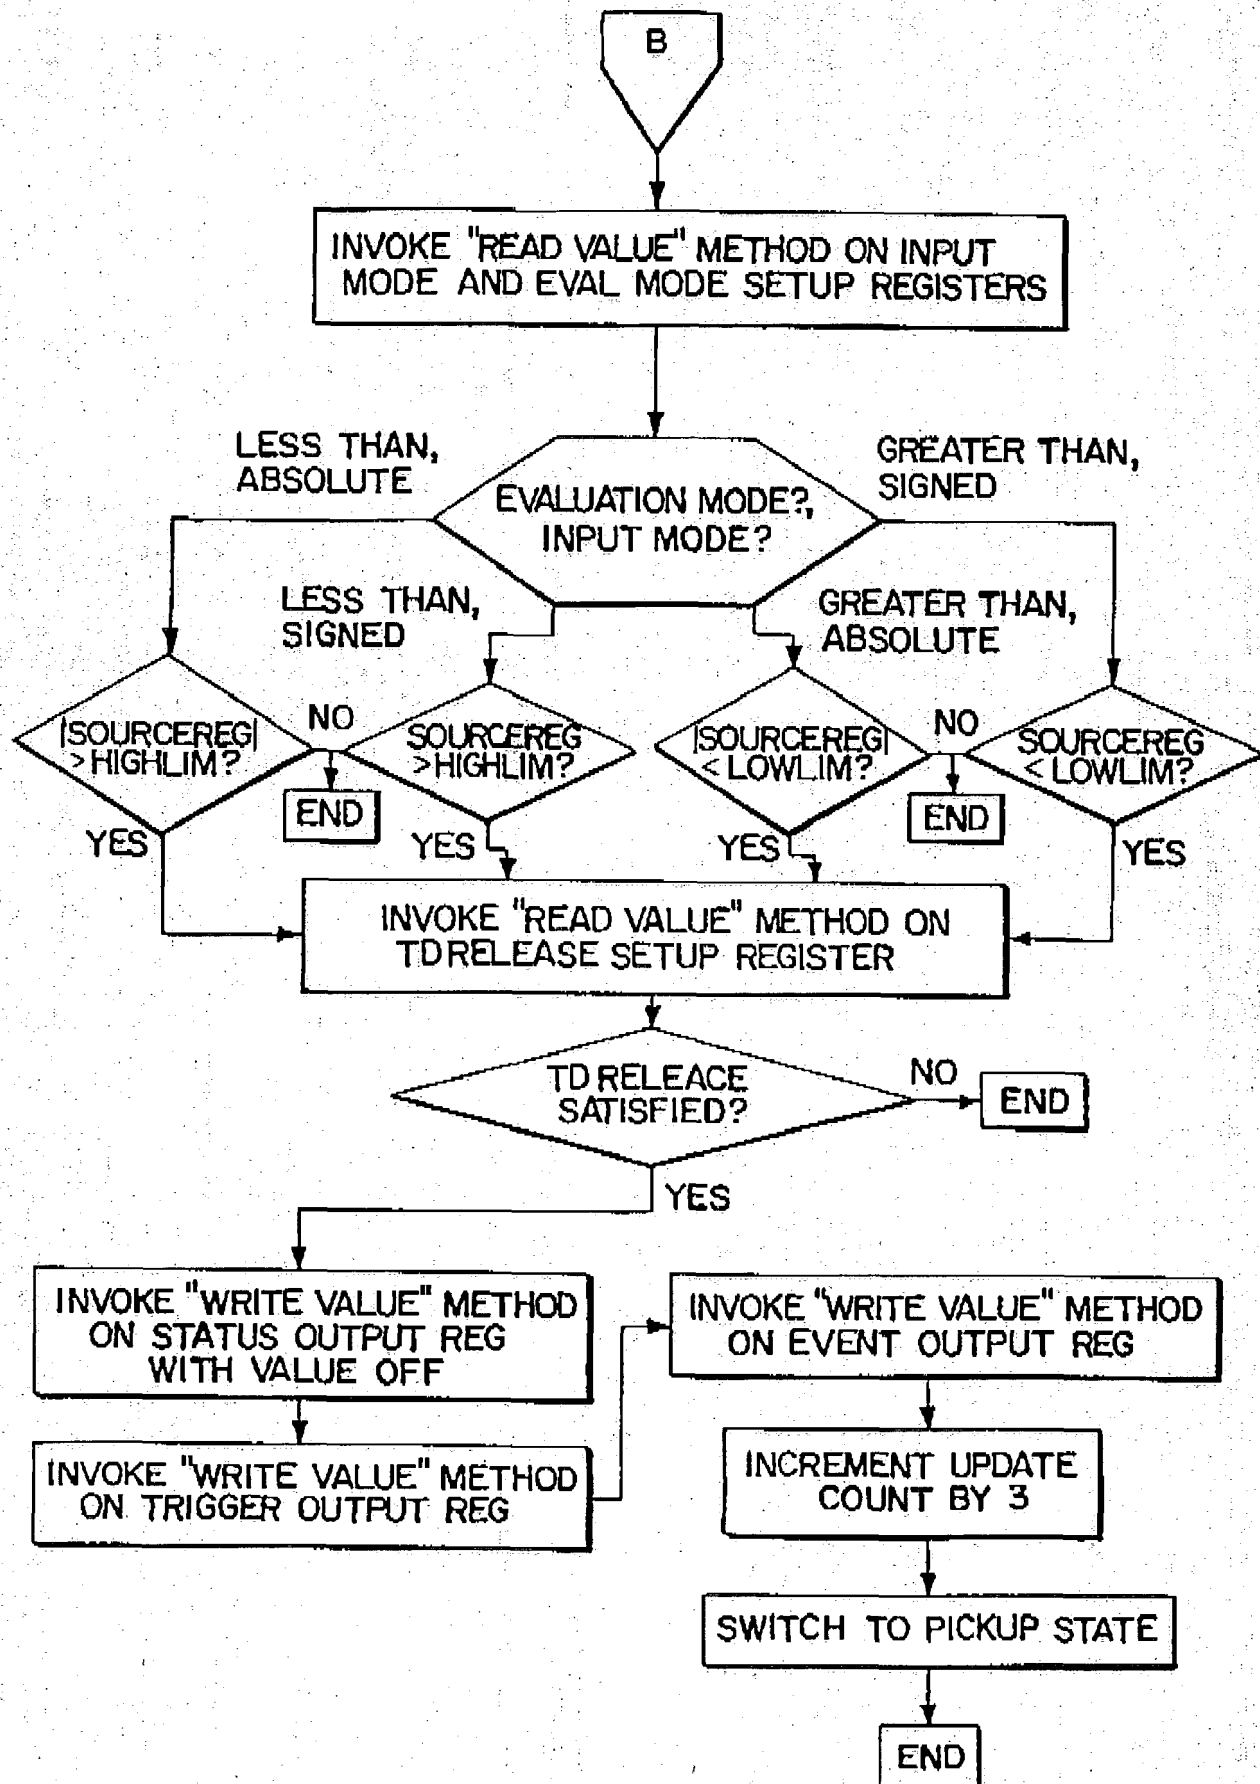 B
INVOKE "READ VALUE" METHOD ON INPUT
MODE AND EVAL MODE SETUP REGISTERS
LESS THAN,
ABSOLUTE
EVALUATION MODE?,
INPUT MODE?
GREATER THAN,
SIGNED
LESS THAN,
SIGNED
GREATER THAN,
ABSOLUTE
|SOURCEREG|
>HIGHLIM?
NO
SOURCEREG
>HIGHLIM?
|SOURCEREG|
< LOWLIM?
NO
SOURCEREG
< LOWLIM?
END
END
YES
YES
YES
YES
INVOKE "READ VALUE" METHOD ON
TD RELEASE SETUP REGISTER
TD RELEACE
SATISFIED?
NO
END
YES
INVOKE "WRITE VALUE" METHOD
ON STATUS OUTPUT REG
WITH VALUE OFF
INVOKE "WRITE VALUE" METHOD
ON TRIGGER OUTPUT REG
INVOKE "WRITE VALUE" METHOD
ON EVENT OUTPUT REG
INCREMENT UPDATE
COUNT BY 3
SWITCH TO PICKUP STATE
END